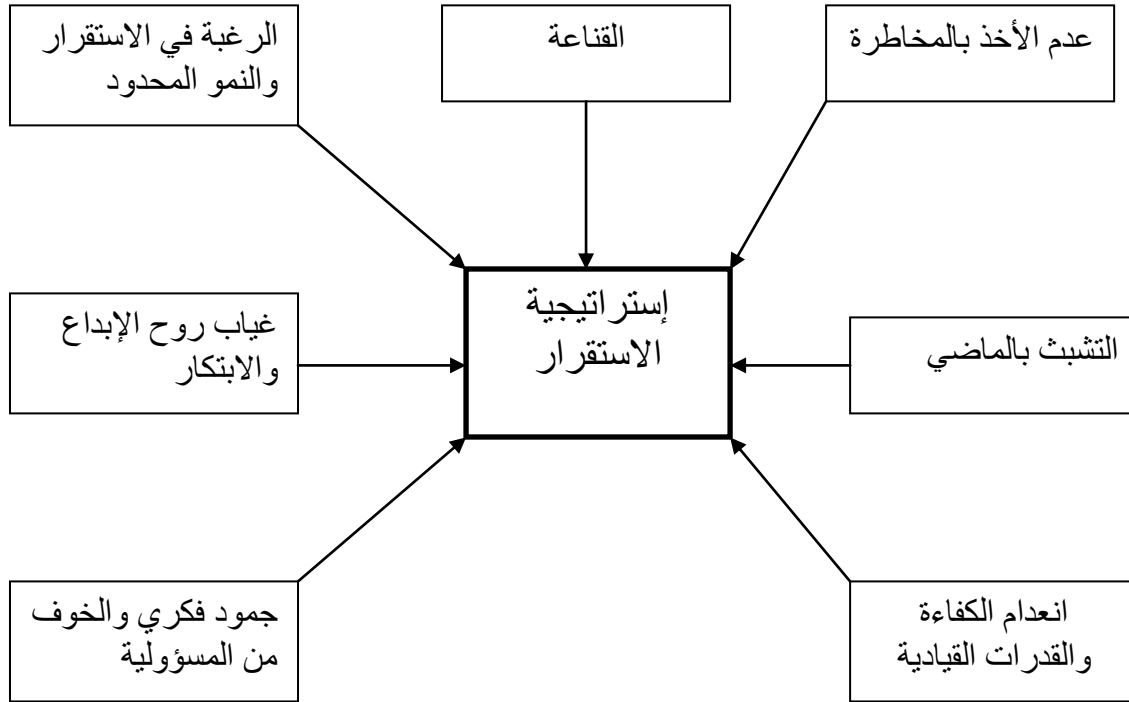 عدم الأخذ بالمخاطرة
القناعة
الرغبة في الاستقرار
والنمو المحدود
إستراتيجية
الاستقرار
التشبث بالماضي
غياب روح الإبداع
والابتكار
انعدام الكفاءة
والقدرات القيادية
جمود فكري والخوف
من المسؤولية